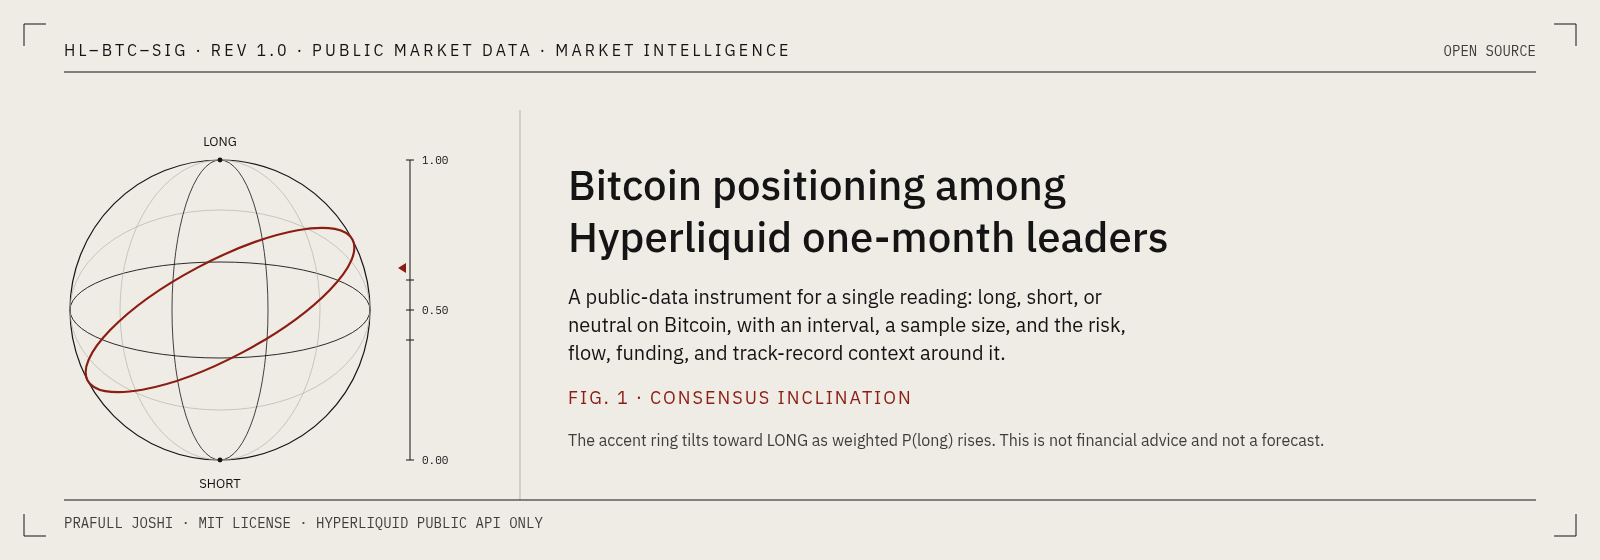 HL–BTC–SIG · REV 1.0 · PUBLIC MARKET DATA · MARKET INTELLIGENCE
OPEN SOURCE
LONG
1.00
0.50
0.00
SHORT
Bitcoin positioning among
Hyperliquid one-month leaders
A public-data instrument for a single reading: long, short, or
neutral on Bitcoin, with an interval, a sample size, and the risk,
flow, funding, and track-record context around it.
FIG. 1 · CONSENSUS INCLINATION
The accent ring tilts toward LONG as weighted P(long) rises. This is not financial advice and not a forecast.
PRAFULL JOSHI · MIT LICENSE · HYPERLIQUID PUBLIC API ONLY